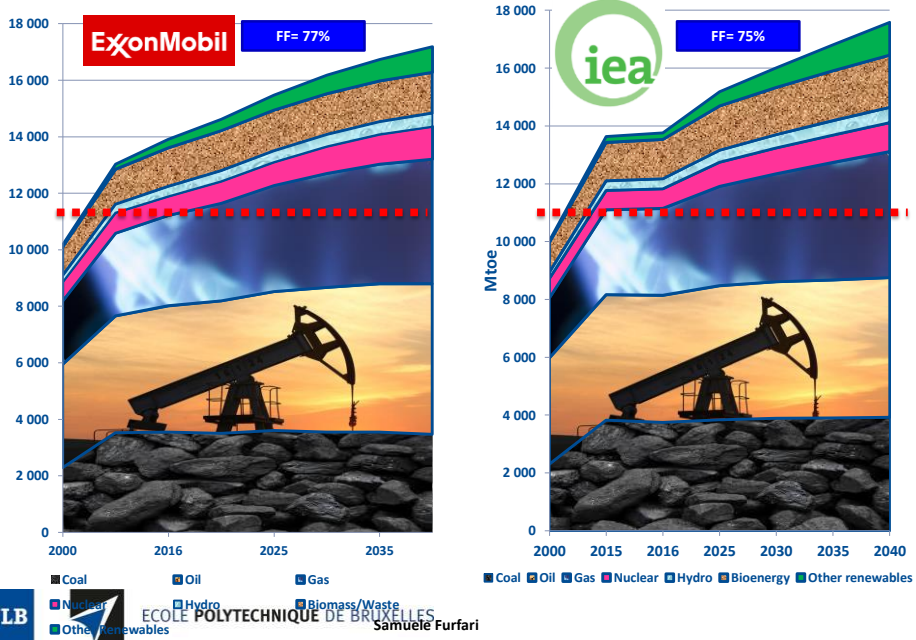 ExxonMobil
FF= 77%
18 000
16 000
14 000
12 000
10 000
8 000
6 000
4 000
2 000
0
2000 2016 2025 2035
Coal Oil Gas
Nuclear Hydro Biomass/Waste
Other Renewables
iea
FF= 75%
Mtoe
18 000
16 000
14 000
12 000
10 000
8 000
6 000
4 000
2 000
0
2000 2015 2016 2025 2030 2035 2040
Coal Oil Gas Nuclear Hydro Bioenergy Other renewables
LB
ECOLE POLYTECHNIQUE DE BRUXELLES
Samuele Furfari